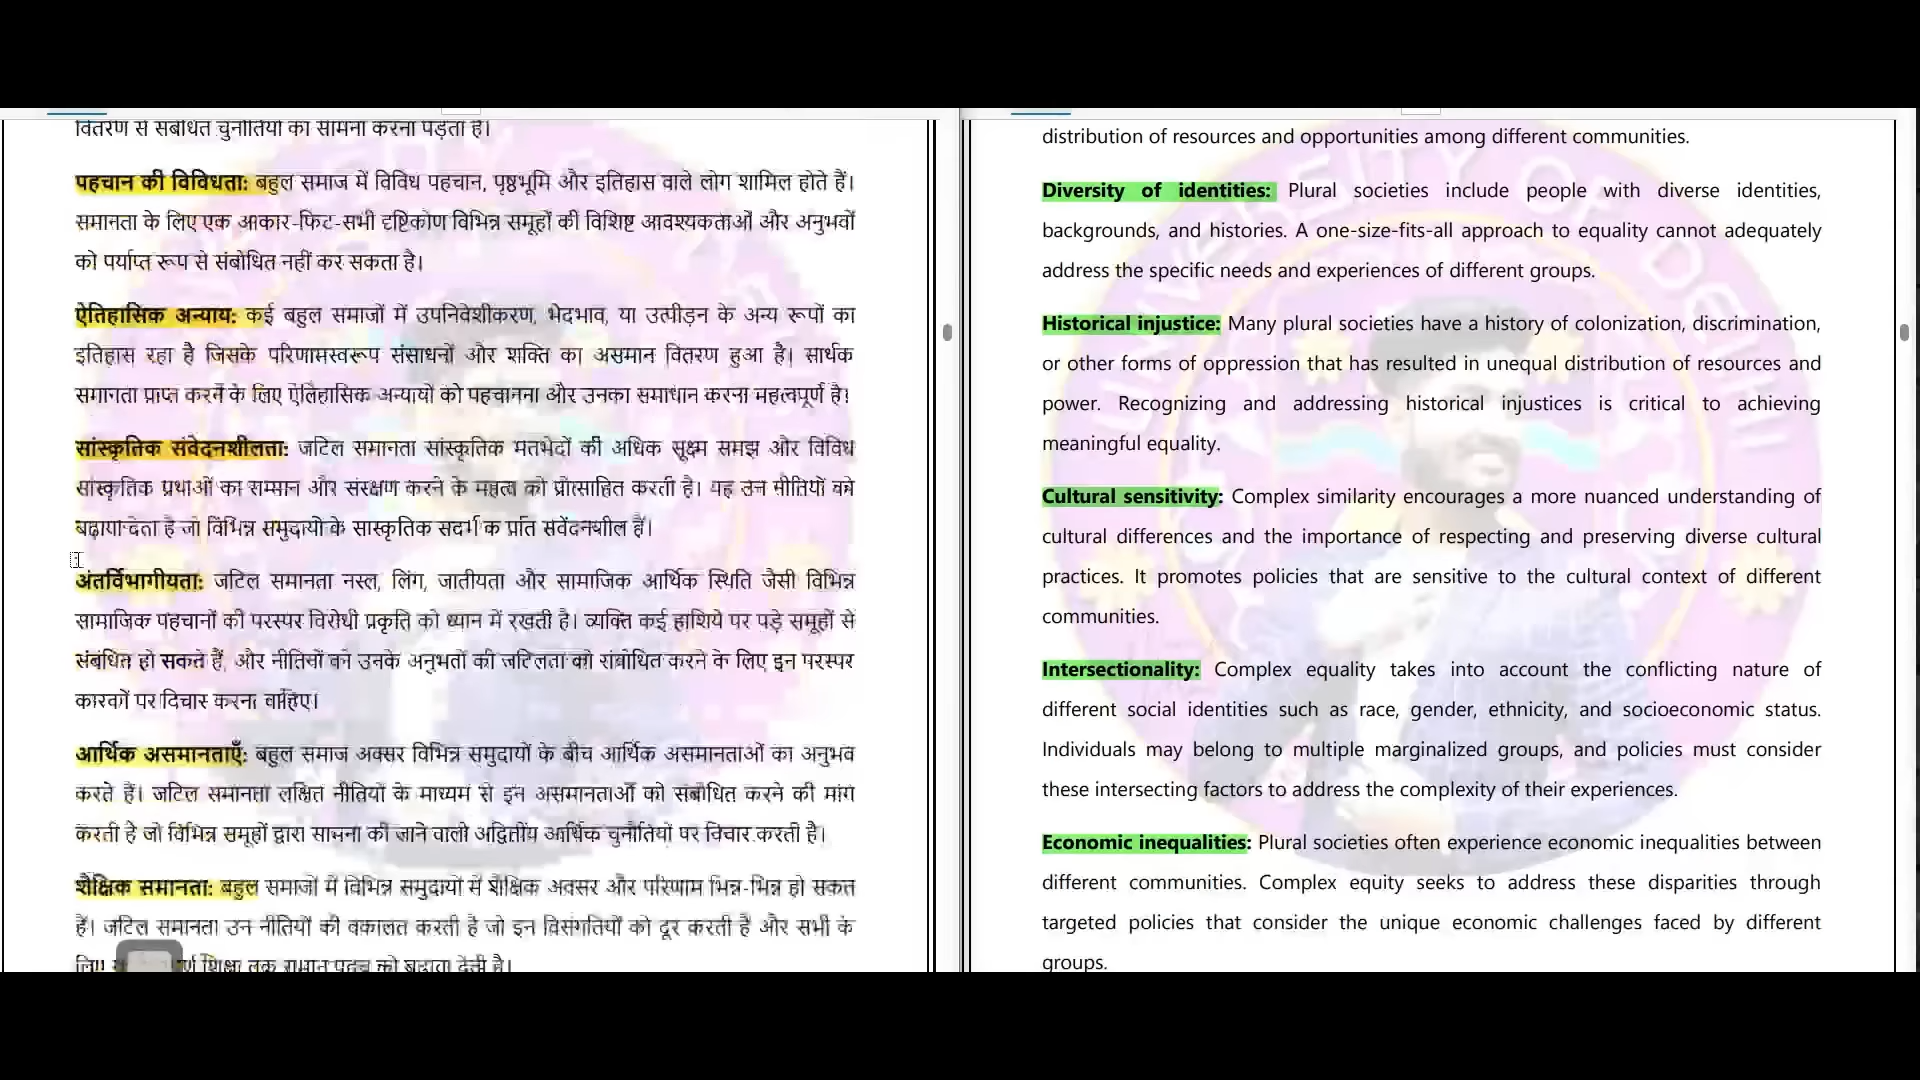 वितरण से संबंधित चुनौतियों का सामना करना पड़ता है।
पहचान की विविधता: बहुल समाज में विविध पहचान, पृष्ठभूमि और इतिहास वाले लोग शामिल होते हैं।
समानता के लिए एक आकार-फिट-सभी दृष्टिकोण विभिन्न समूहों की विशिष्ट आवश्यकताओं और अनुभवों
को पर्याप्त रूप से संबोधित नहीं कर सकता है।
ऐतिहासिक अन्याय: कई बहुल समाजों में उपनिवेशीकरण, भेदभाव, या उत्पीड़न के अन्य रूपों का
इतिहास रहा है जिसके परिणामस्वरूप संसाधनों और शक्ति का असमान वितरण हुआ है। सार्थक
समानता प्राप्त करने के लिए ऐतिहासिक अन्यायों को पहचानना और उनका समाधान करना महत्वपूर्ण है।
सांस्कृतिक संवेदनशीलता: जटिल समानता सांस्कृतिक मतभेदों की अधिक सूक्ष्म समझ और विविध
सांस्कृतिक प्रथाओं का सम्मान और संरक्षण करने के महत्व को प्रोत्साहित करती है। यह उन नीतियों को
बढ़ावा देता है जो विभिन्न समुदायों के सांस्कृतिक संदर्भ के प्रति संवेदनशील हैं।
अंतर्विभागीयता: जटिल समानता नस्ल, लिंग, जातीयता और सामाजिक आर्थिक स्थिति जैसी विभिन्न
सामाजिक पहचानों की परस्पर विरोधी प्रकृति को ध्यान में रखती है। व्यक्ति कई हाशिये पर पड़े समूहों से
संबंधित हो सकते हैं, और नीतियों को उनके अनुभवों की जटिलता को संबोधित करने के लिए इन परस्पर
कारकों पर विचार करना चाहिए।
आर्थिक असमानताएँ: बहुल समाज अक्सर विभिन्न समुदायों के बीच आर्थिक असमानताओं का अनुभव
करते हैं। जटिल समानता लक्षित नीतियों के माध्यम से इन असमानताओं को संबोधित करने की मांग
करती है जो विभिन्न समूहों द्वारा सामना की जाने वाली अद्वितीय आर्थिक चुनौतियों पर विचार करती है।
शैक्षिक समानता: बहुल समाजों में विभिन्न समुदायों में शैक्षिक अवसर और परिणाम भिन्न-भिन्न हो सकते
हैं। जटिल समानता उन नीतियों की वकालत करती है जो इन विसंगतियों को दूर करती है और सभी के
लिए शिक्षा तक समान पहुंच को बढ़ावा देती है।
distribution of resources and opportunities among different communities.
Diversity of identities: Plural societies include people with diverse identities,
backgrounds, and histories. A one-size-fits-all approach to equality cannot adequately
address the specific needs and experiences of different groups.
Historical injustice: Many plural societies have a history of colonization, discrimination,
or other forms of oppression that has resulted in unequal distribution of resources and
power. Recognizing and addressing historical injustices is critical to achieving
meaningful equality.
Cultural sensitivity: Complex similarity encourages a more nuanced understanding of
cultural differences and the importance of respecting and preserving diverse cultural
practices. It promotes policies that are sensitive to the cultural context of different
communities.
Intersectionality: Complex equality takes into account the conflicting nature of
different social identities such as race, gender, ethnicity, and socioeconomic status.
Individuals may belong to multiple marginalized groups, and policies must consider
these intersecting factors to address the complexity of their experiences.
Economic inequalities: Plural societies often experience economic inequalities between
different communities. Complex equity seeks to address these disparities through
targeted policies that consider the unique economic challenges faced by different
groups.
UNIVERSITY OF DELHI